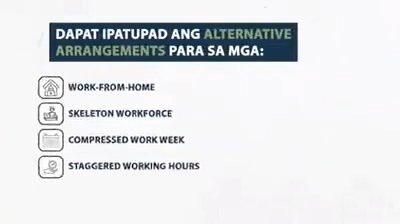 DAPAT IPATUPAD ANG ALTERNATIVE
ARRANGEMENTS PARA SA MGA:
WORK-FROM-HOME
SKELETON WORKFORCE
COMPRESSED WORK WEEK
STAGGERED WORKING HOURS